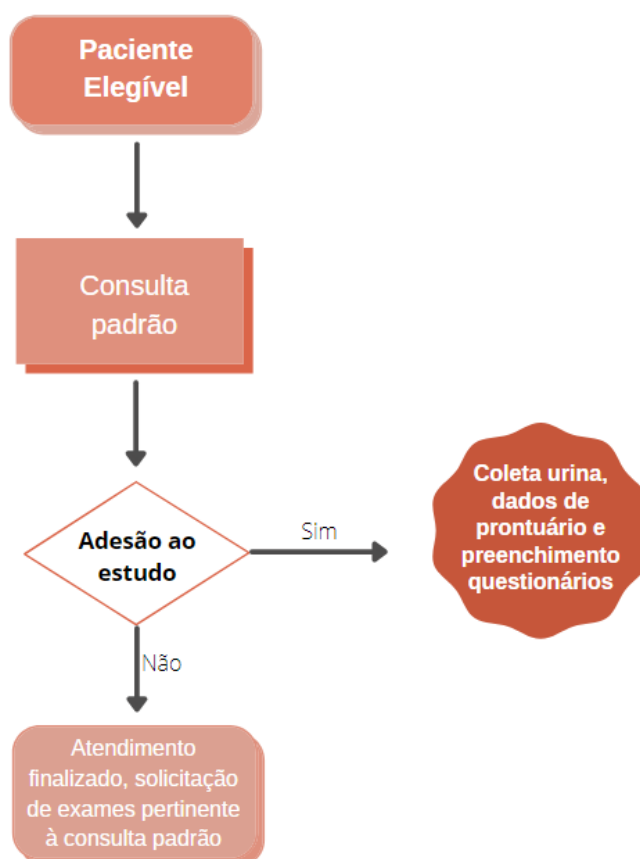 Paciente
Elegível
Consulta
padrão
Adesão ao
estudo
Sim
Coleta urina,
dados de
prontuário e
preenchimento
questionários
Não
Atendimento
finalizado, solicitação
de exames pertinente
à consulta padrão